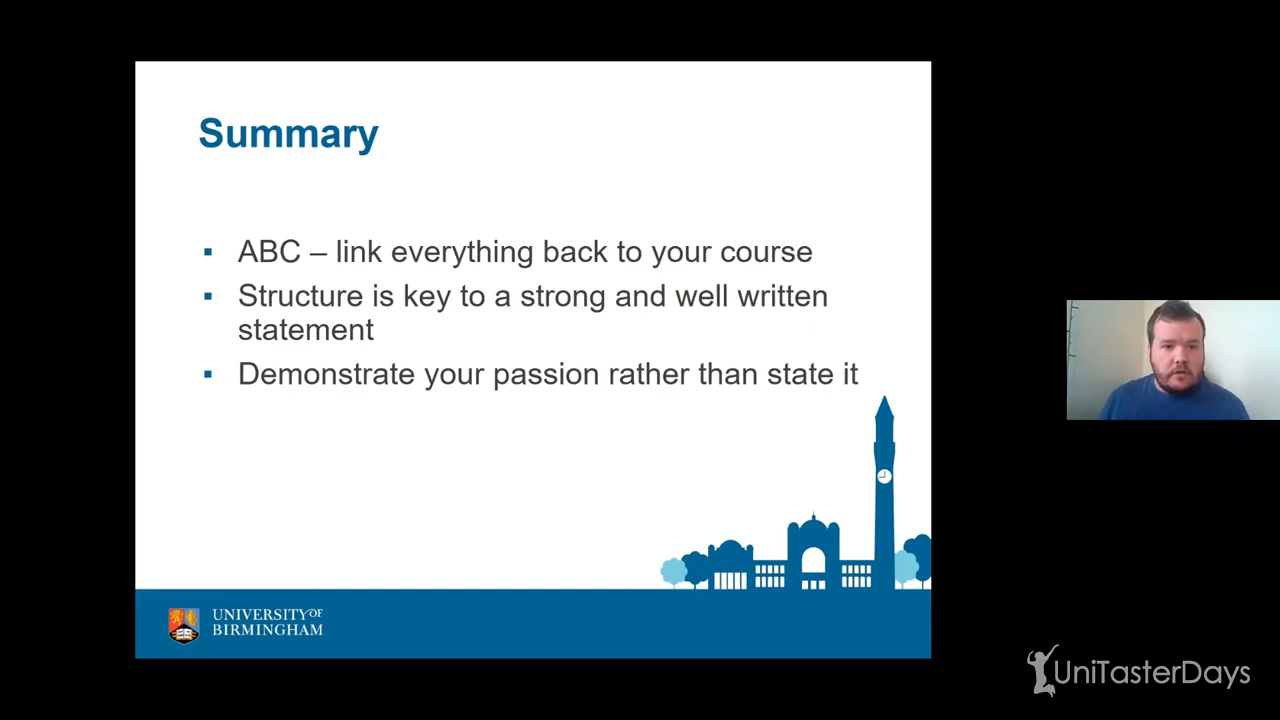 Summary
▪ ABC – link everything back to your course
▪ Structure is key to a strong and well written
statement
▪ Demonstrate your passion rather than state it
UNIVERSITY OF
BIRMINGHAM
UniTasterDays